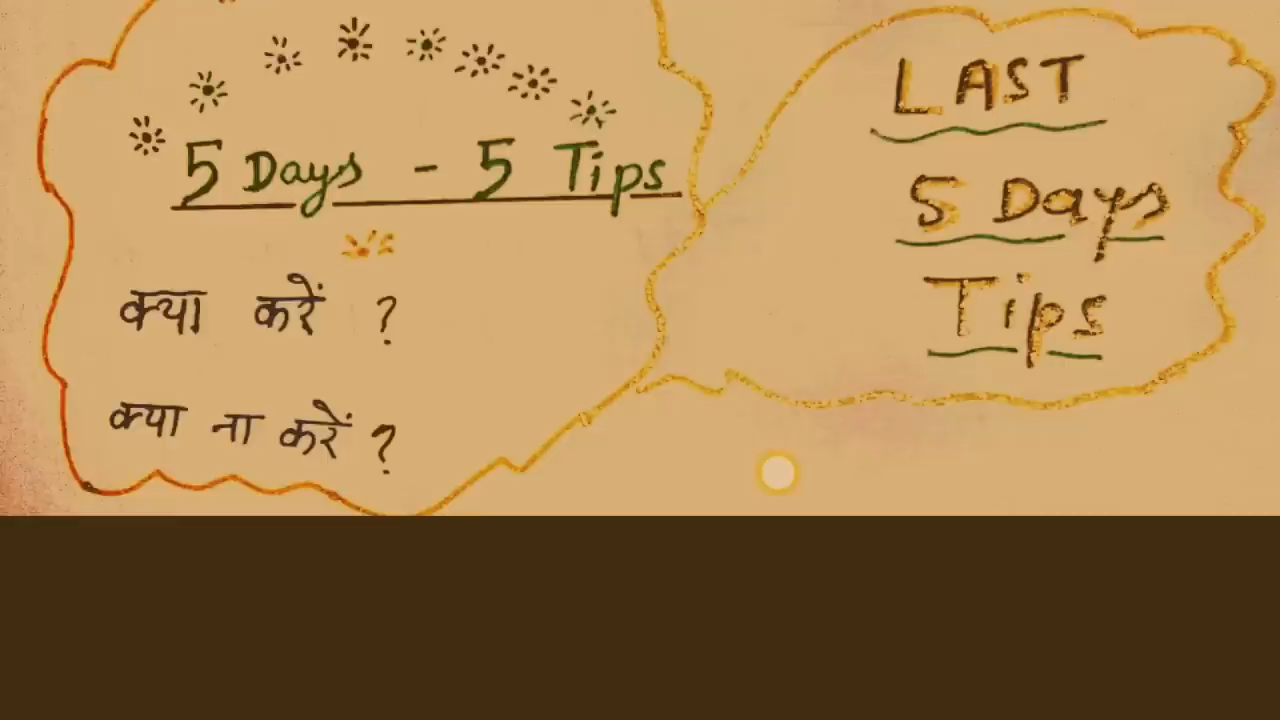 5 Days - 5 Tips
क्या करें ?
क्या ना करें ?
LAST
5 Days
Tips